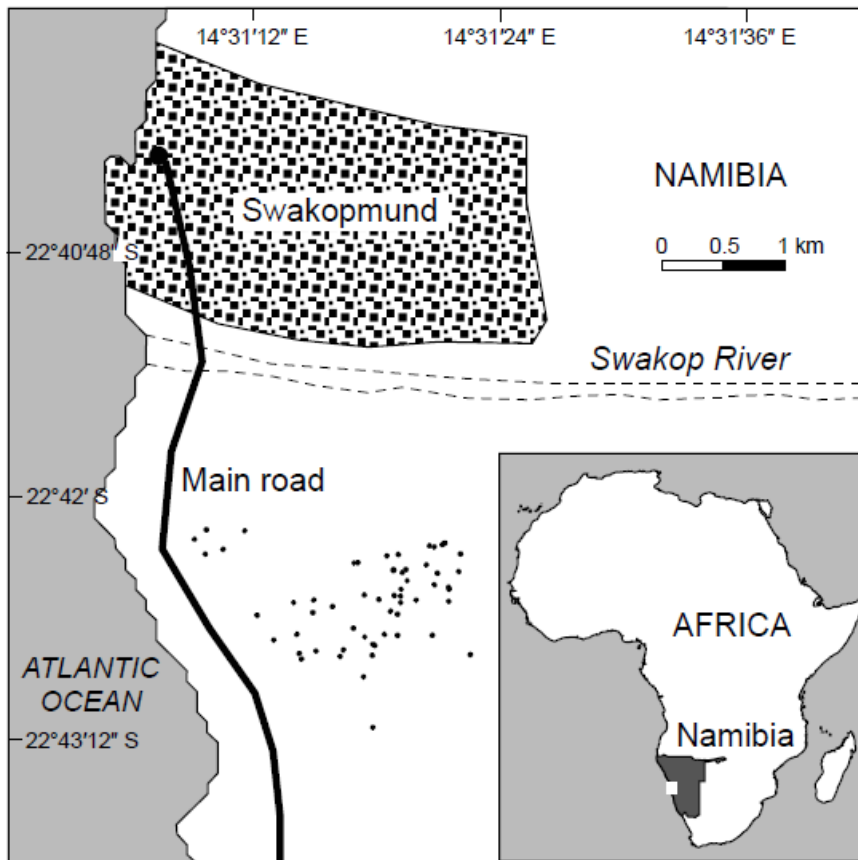 14°31′12″ E
14°31′24″ E
14°31′36″ E
NAMIBIA
Swakopmund
0 0.5 1 km
22°40′48″ S
Swakop River
Main road
22°42′ S
AFRICA
ATLANTIC
OCEAN
Namibia
22°43′12″ S